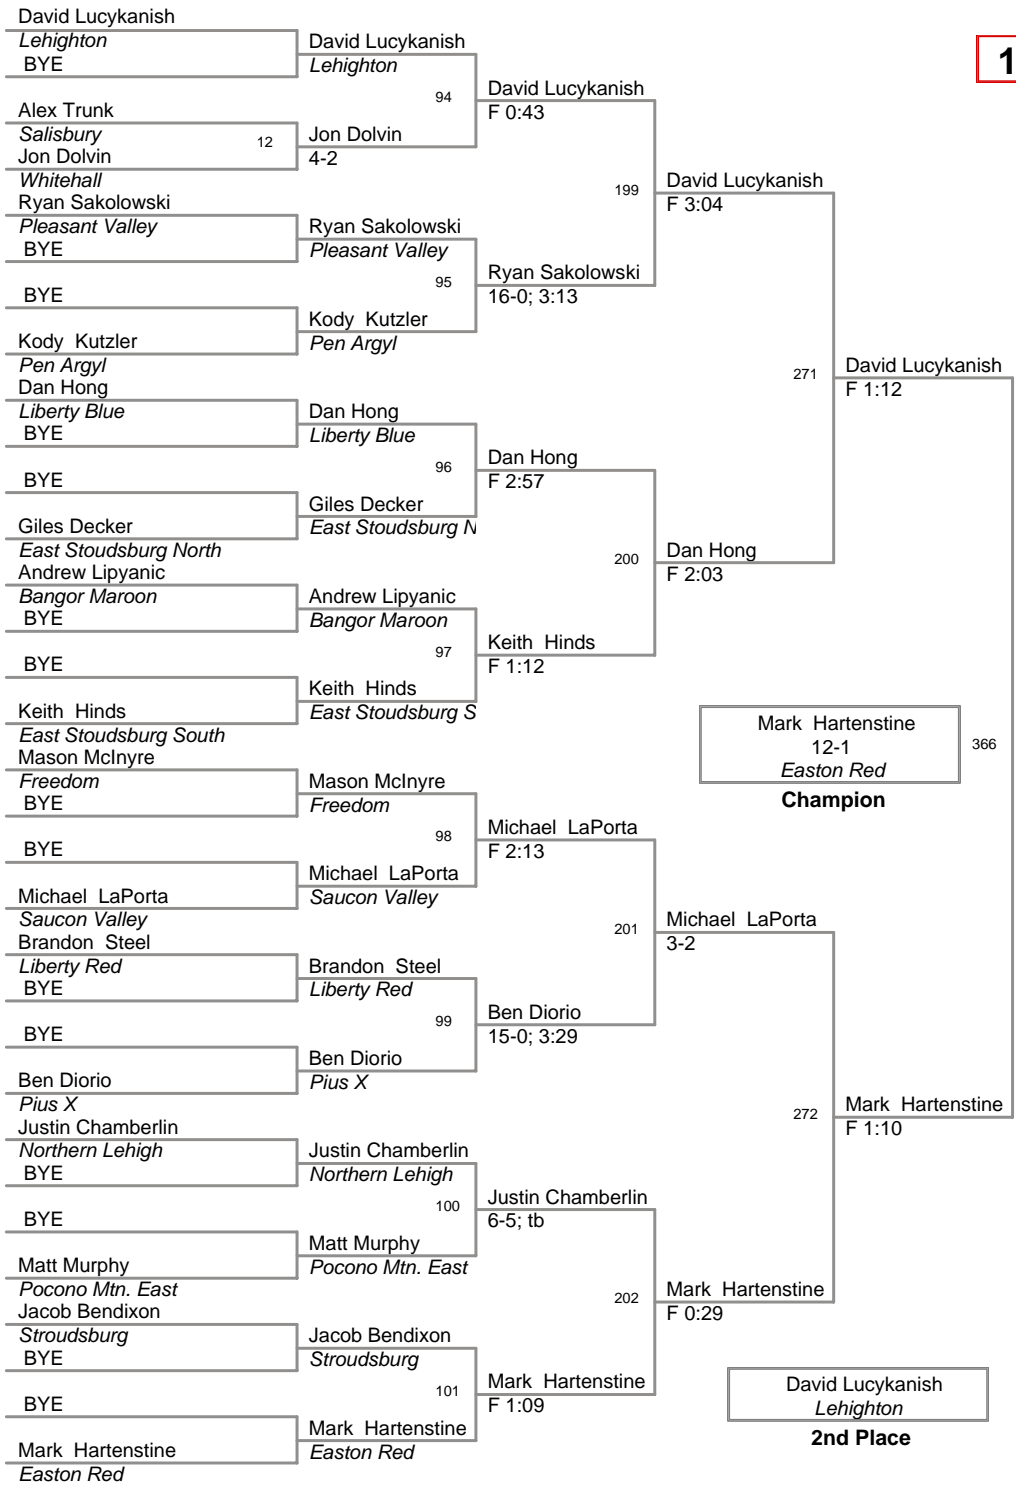 David Lucykanish
Lehighton
BYE
Alex Trunk
Salisbury
Jon Dolvin
Whitehall
Ryan Sakolowski
Pleasant Valley
BYE
BYE
Kody Kutzler
Pen Argyl
Dan Hong
Liberty Blue
BYE
BYE
Giles Decker
East Stoudsburg North
Andrew Lipyanic
Bangor Maroon
BYE
BYE
Keith Hinds
East Stoudsburg South
Mason McInyre
Freedom
BYE
BYE
Michael LaPorta
Saucon Valley
Brandon Steel
Liberty Red
BYE
BYE
Ben Diorio
Pius X
Justin Chamberlin
Northern Lehigh
BYE
BYE
Matt Murphy
Pocono Mtn. East
Jacob Bendixon
Stroudsburg
BYE
BYE
Mark Hartenstine
Easton Red
12
David Lucykanish
Lehighton
Jon Dolvin
4-2
Ryan Sakolowski
Pleasant Valley
Kody Kutzler
Pen Argyl
Dan Hong
Liberty Blue
Giles Decker
East Stoudsburg N
Andrew Lipyanic
Bangor Maroon
Keith Hinds
East Stoudsburg S
Mason McInyre
Freedom
Michael LaPorta
Saucon Valley
Brandon Steel
Liberty Red
Ben Diorio
Pius X
Justin Chamberlin
Northern Lehigh
Matt Murphy
Pocono Mtn. East
Jacob Bendixon
Stroudsburg
Mark Hartenstine
Easton Red
94
95
96
97
98
99
100
101
David Lucykanish
F 0:43
Ryan Sakolowski
16-0; 3:13
Dan Hong
F 2:57
Keith Hinds
F 1:12
Michael LaPorta
F 2:13
Ben Diorio
15-0; 3:29
Justin Chamberlin
6-5; tb
Mark Hartenstine
F 1:09
199
200
201
202
David Lucykanish
F 3:04
Dan Hong
F 2:03
Michael LaPorta
3-2
Mark Hartenstine
F 0:29
271
272
David Lucykanish
F 1:12
Mark Hartenstine
F 1:10
1
Mark Hartenstine
12-1
Easton Red
Champion
366
David Lucykanish
Lehighton
2nd Place